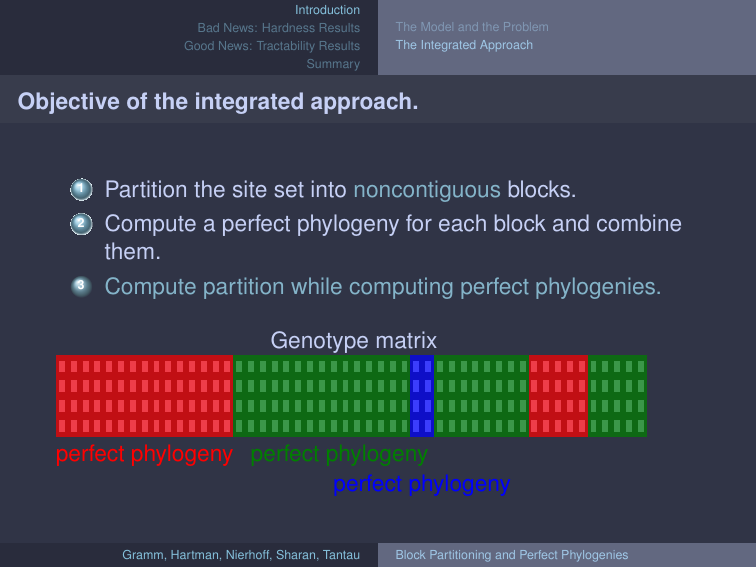 Introduction
Bad News: Hardness Results
Good News: Tractability Results
Summary
The Model and the Problem
The Integrated Approach
Objective of the integrated approach.
1 Partition the site set into noncontiguous blocks.
2 Compute a perfect phylogeny for each block and combine
them.
3 Compute partition while computing perfect phylogenies.
Genotype matrix
perfect phylogeny perfect phylogeny
perfect phylogeny
Gramm, Hartman, Nierhoff, Sharan, Tantau
Block Partitioning and Perfect Phylogenies